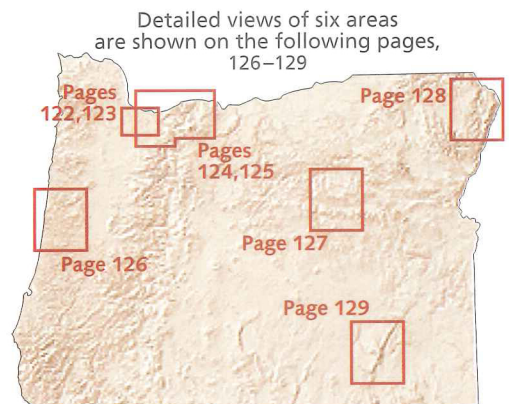 Detailed views of six areas
are shown on the following pages,
126–129
Pages
122,123
Page 128
Pages
124,125
Page 127
Page 126
Page 129